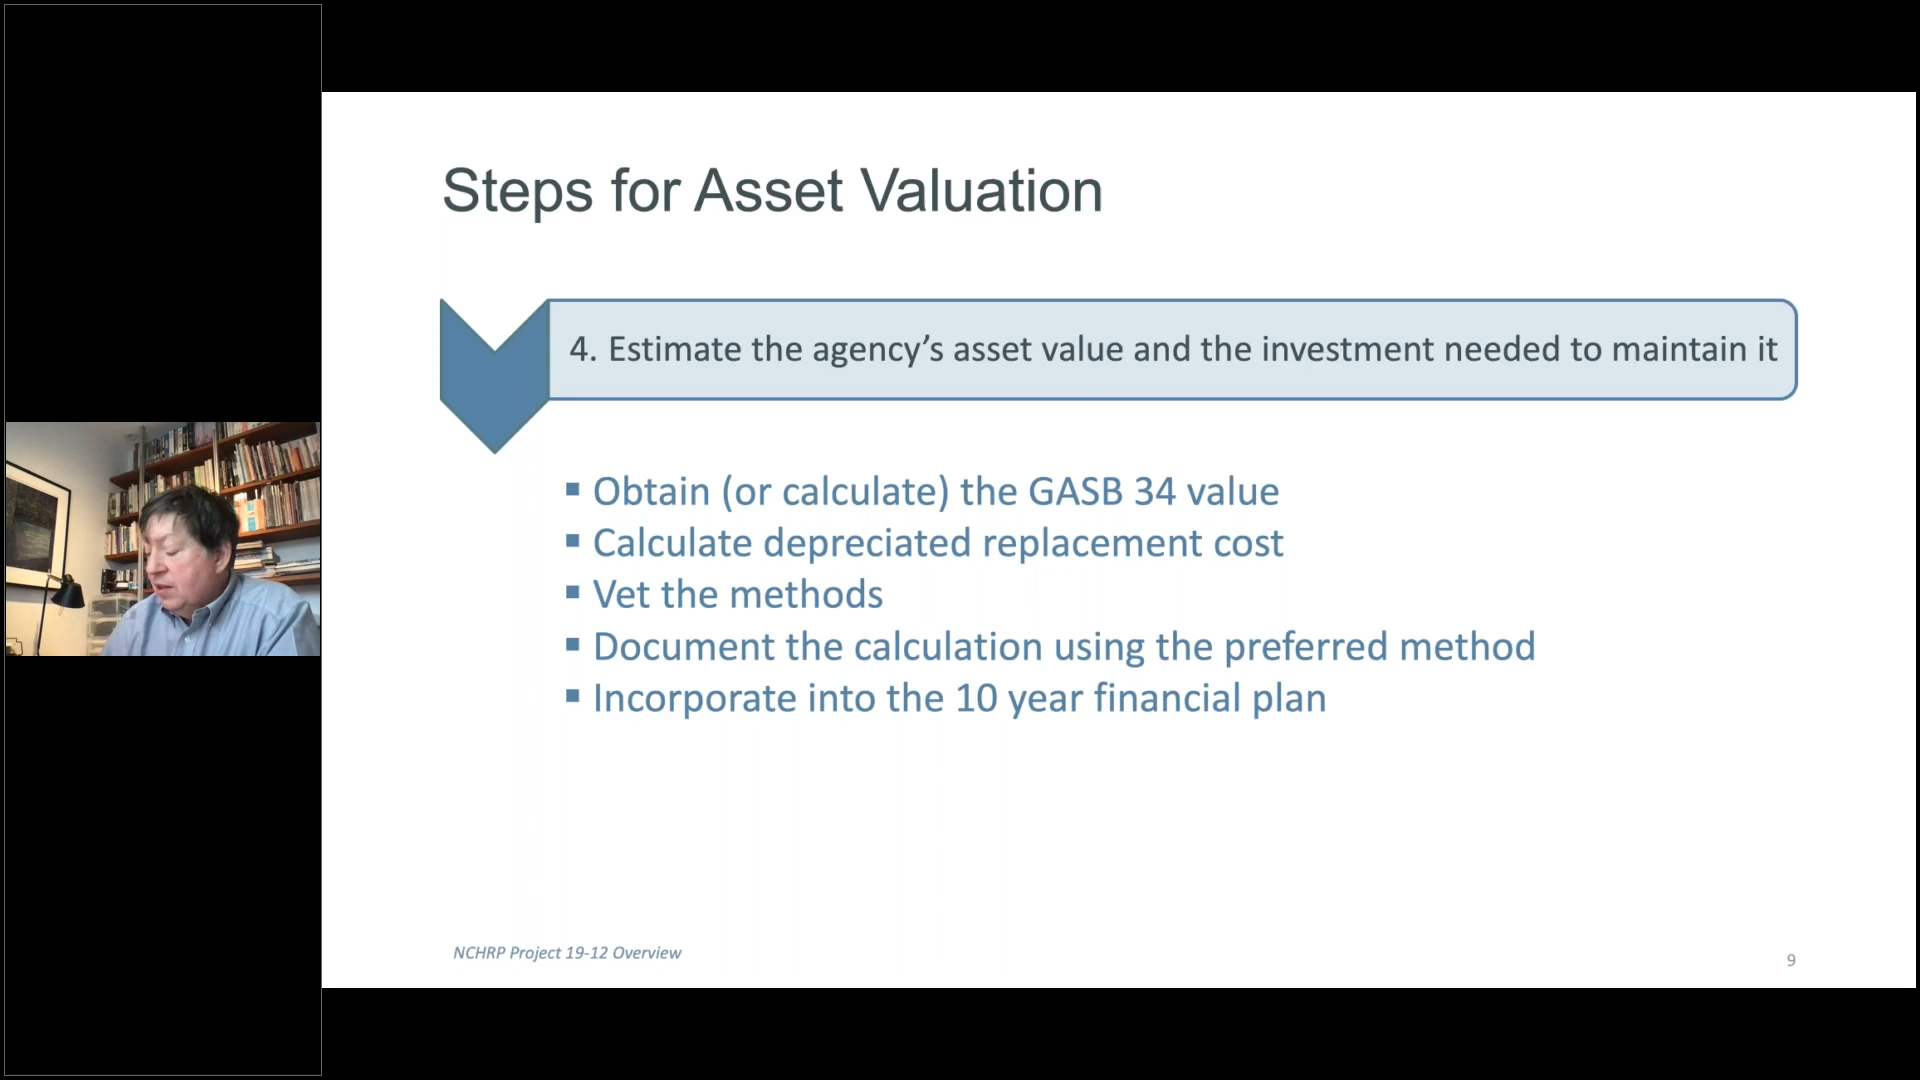 Steps for Asset Valuation
4. Estimate the agency’s asset value and the investment needed to maintain it
▪ Obtain (or calculate) the GASB 34 value
▪ Calculate depreciated replacement cost
▪ Vet the methods
▪ Document the calculation using the preferred method
▪ Incorporate into the 10 year financial plan
NCHRP Project 19-12 Overview
9